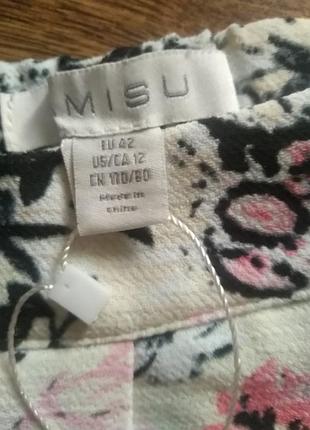 MISU
EU 42
US/CA 12
CN 170/80
Made in
China